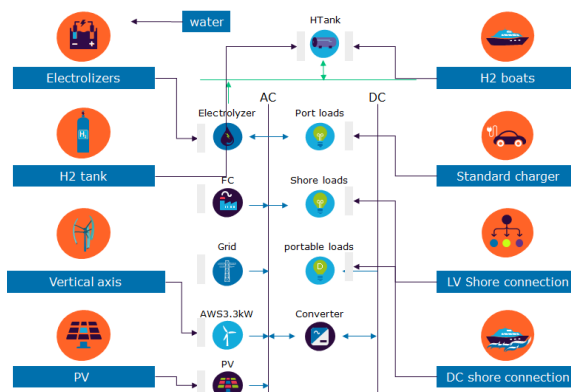 water
HTank
Electrolizers
H2 boats
AC
DC
Electrolyzer
Port loads
H2 tank
Standard charger
FC
Shore loads
Grid
portable loads
Vertical axis
LV Shore connection
AWS3.3kW
Converter
PV
PV
DC shore connection